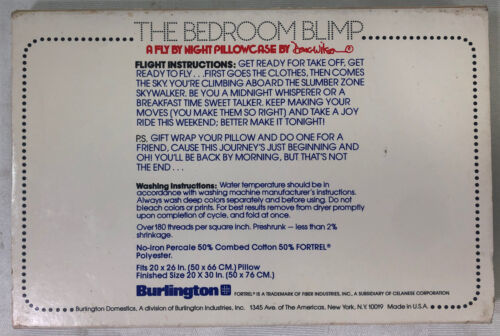 THE BEDROOM BLIMP
A FLY BY NIGHT PILLOWCASE BY
FLIGHT INSTRUCTIONS: GET READY FOR TAKE OFF, GET
READY TO FLY . . .FIRST GOES THE CLOTHES, THEN COMES
THE SKY. YOU'RE CLIMBING ABOARD THE SLUMBER ZONE
SKYWALKER. BE YOU A MIDNIGHT WHISPERER OR A
BREAKFAST TIME SWEET TALKER. KEEP MAKING YOUR
MOVES (YOU MAKE THEM SO RIGHT) AND TAKE A JOY
RIDE THIS WEEKEND; BETTER MAKE IT TONIGHT!
P.S. GIFT WRAP YOUR PILLOW AND DO ONE FOR A
FRIEND, CAUSE THIS JOURNEY'S JUST BEGINNING AND
OH! YOU'LL BE BACK BY MORNING, BUT THAT'S NOT
THE END . . .
Washing Instructions: Water temperature should be in
accordance with washing machine manufacturer's instructions.
Always wash deep colors separately and before using. Do not
bleach colors or prints. For best results remove from dryer promptly
upon completion of cycle, and fold at once.
Over 180 threads per square inch. Preshrunk — less than 2%
shrinkage.
No-iron Percale 50% Combed Cotton 50% FORTREL®
Polyester.
Fits 20 x 26 In. (50 x 66 CM.) Pillow
Finished Size 20 X 30 In. (50 x 76 CM.)
Burlington FORTREL® IS A TRADEMARK OF FIBER INDUSTRIES, INC., A SUBSIDIARY OF CELANESE CORPORATION
Burlington Domestics, A division of Burlington Industries, Inc. 1345 Ave. of The Americas, New York, N.Y. 10019 Made in U.S.A.